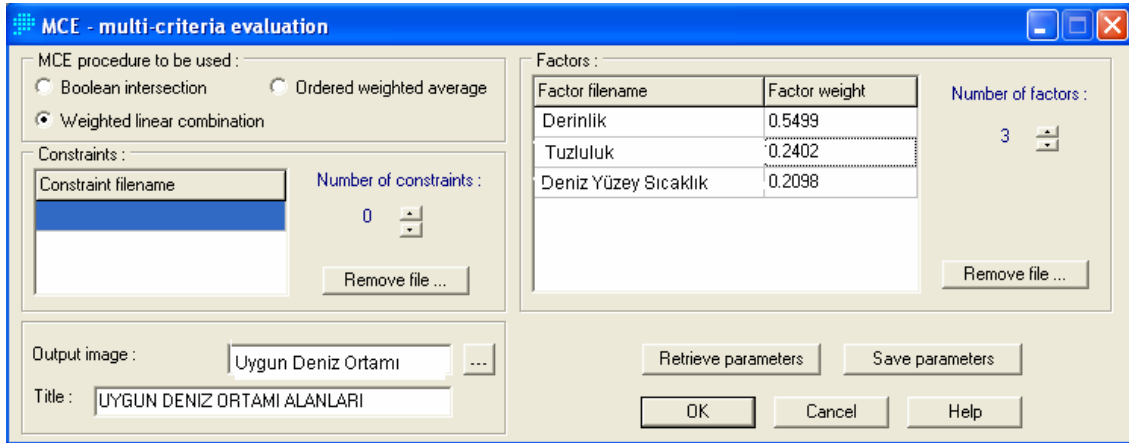 MCE - multi-criteria evaluation
MCE procedure to be used :
Boolean intersection
Ordered weighted average
Weighted linear combination
Constraints :
Constraint filename
Number of constraints :
0
Remove file ...
Factors :
Factor filename Factor weight
Derinlik 0.5499
Tuzluluk 0.2402
Deniz Yüzey Sıcaklık 0.2098
Number of factors :
3
Remove file ...
Output image :
Uygun Deniz Ortamı
...
Title :
UYGUN DENIZ ORTAMI ALANLARI
Retrieve parameters
Save parameters
OK
Cancel
Help